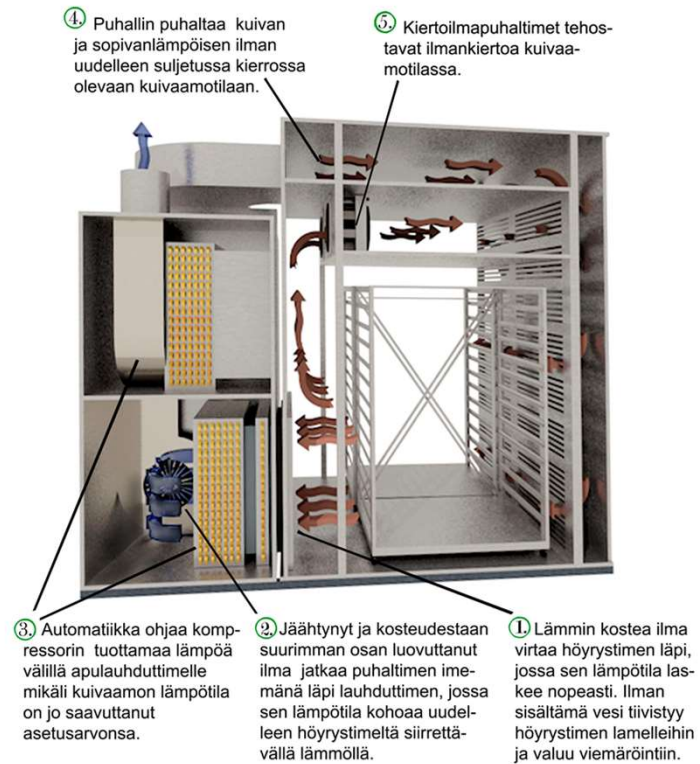 4. Puhallin puhaltaa kuivan
ja sopivanlämpöisen ilman
uudelleen suljetussa kierrossa
olevaan kuivaamotilaan.
5. Kiertoilmapuhaltimet tehos-
tavat ilmankiertoa kuivaa-
motilassa.
3. Automatiikka ohjaa komp-
ressorin tuottamaa lämpöä
välillä apulauhduttimelle
mikäli kuivaamon lämpötila
on jo saavuttanut
asetusarvonsa.
2. Jäähtynyt ja kosteudestaan
suurimman osan luovuttanut
ilma jatkaa puhaltimen ime-
mänä läpi lauhduttimen, jossa
sen lämpötila kohoaa uudel-
leen höyrystimeltä siirrettä-
vällä lämmöllä.
1. Lämmin kostea ilma
virtaa höyrystimen läpi,
jossa sen lämpötila las-
kee nopeasti. Ilman
sisältämä vesi tiivistyy
höyrystimen lamelleihin
ja valuu viemäröintiin.